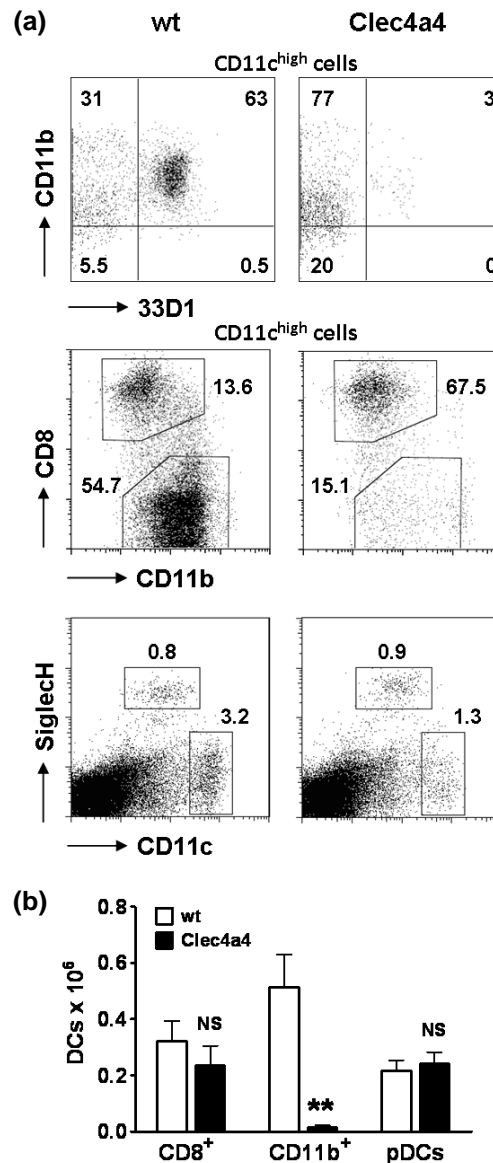 (a)
wt Clec4a4
CD11c^high cells
31 63 77 3
5.5 0.5 20 0
CD11b
33D1
CD11c^high cells
13.6 67.5
54.7 15.1
CD8
CD11b
0.8 0.9
3.2 1.3
SiglecH
CD11c
(b)
0.8
wt
Clec4a4
0.6
NS NS
0.4
0.2
**
0.0
DCs x 10^6
CD8+ CD11b+ pDCs